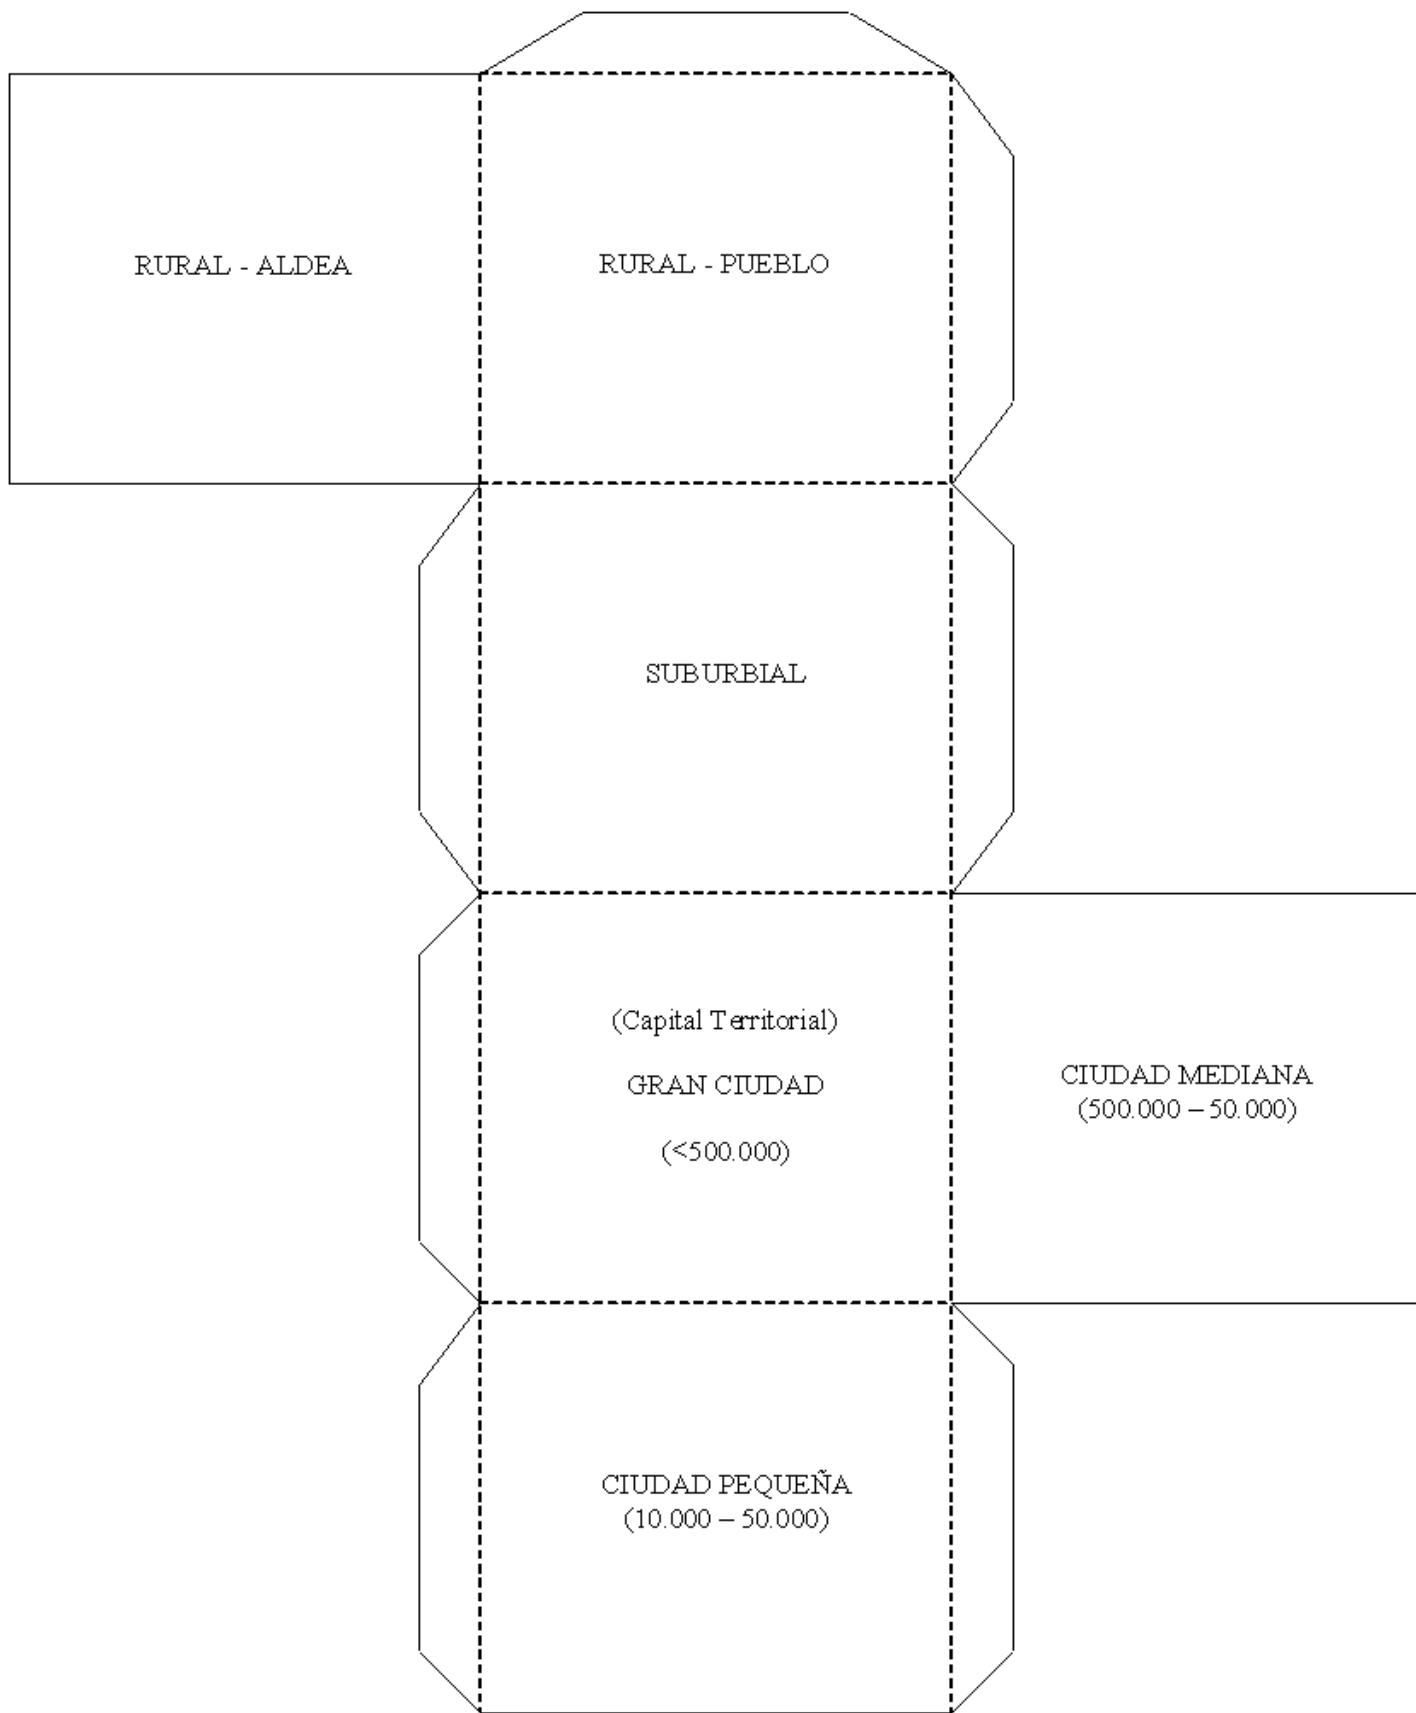 RURAL - ALDEA
RURAL - PUEBLO
SUBURBIAL
(Capital Territorial)
GRAN CIUDAD
(<500.000)
CIUDAD MEDIANA
(500.000 – 50.000)
CIUDAD PEQUEÑA
(10.000 – 50.000)